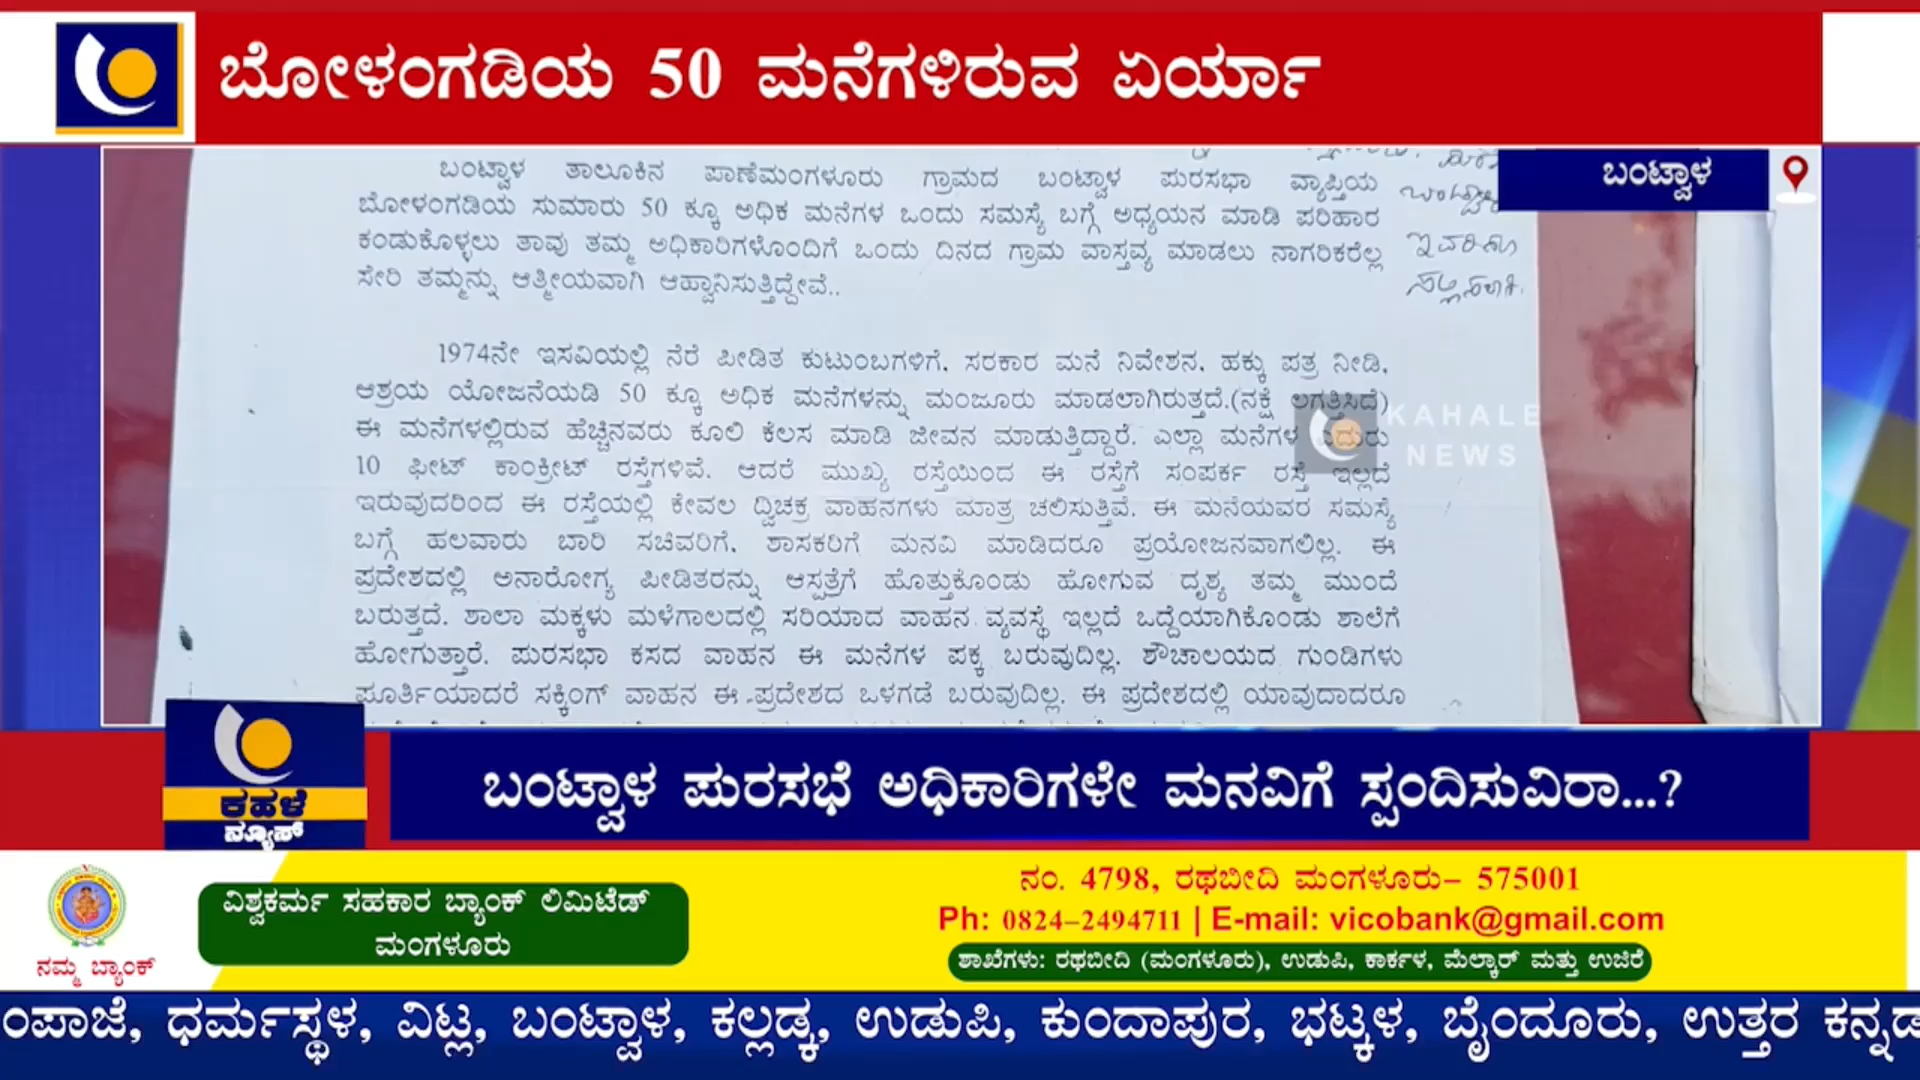 ಬೋಳಂಗಡಿಯ 50 ಮನೆಗಳಿರುವ ಏರ್ಯಾ
ಬಂಟ್ವಾಳ
ಬಂಟ್ವಾಳ ತಾಲೂಕಿನ ಪಾಣೆಮಂಗಳೂರು ಗ್ರಾಮದ ಬಂಟ್ವಾಳ ಪುರಸಭಾ ವ್ಯಾಪ್ತಿಯ
ಬೋಳಂಗಡಿಯ ಸುಮಾರು 50 ಕ್ಕೂ ಅಧಿಕ ಮನೆಗಳ ಒಂದು ಸಮಸ್ಯೆ ಬಗ್ಗೆ ಅಧ್ಯಯನ ಮಾಡಿ ಪರಿಹಾರ
ಕಂಡುಕೊಳ್ಳಲು ತಾವು ತಮ್ಮ ಅಧಿಕಾರಿಗಳೊಂದಿಗೆ ಒಂದು ದಿನದ ಗ್ರಾಮ ವಾಸ್ತವ್ಯ ಮಾಡಲು ನಾಗರಿಕರೆಲ್ಲ
ಸೇರಿ ತಮ್ಮನ್ನು ಆತ್ಮೀಯವಾಗಿ ಆಹ್ವಾನಿಸುತ್ತಿದ್ದೇವೆ..
1974ನೇ ಇಸವಿಯಲ್ಲಿ ನೆರೆ ಪೀಡಿತ ಕುಟುಂಬಗಳಿಗೆ, ಸರಕಾರ ಮನೆ ನಿವೇಶನ, ಹಕ್ಕು ಪತ್ರ ನೀಡಿ,
ಆಶ್ರಯ ಯೋಜನೆಯಡಿ 50 ಕ್ಕೂ ಅಧಿಕ ಮನೆಗಳನ್ನು ಮಂಜೂರು ಮಾಡಲಾಗಿರುತ್ತದೆ.(ನಕ್ಷೆ ಲಗತ್ತಿಸಿದೆ)
ಈ ಮನೆಗಳಲ್ಲಿರುವ ಹೆಚ್ಚಿನವರು ಕೂಲಿ ಕೆಲಸ ಮಾಡಿ ಜೀವನ ಮಾಡುತ್ತಿದ್ದಾರೆ. ಎಲ್ಲಾ ಮನೆಗಳ ಎದುರು
10 ಫೀಟ್ ಕಾಂಕ್ರೀಟ್ ರಸ್ತೆಗಳಿವೆ. ಆದರೆ ಮುಖ್ಯ ರಸ್ತೆಯಿಂದ ಈ ರಸ್ತೆಗೆ ಸಂಪರ್ಕ ರಸ್ತೆ ಇಲ್ಲದೆ
ಇರುವುದರಿಂದ ಈ ರಸ್ತೆಯಲ್ಲಿ ಕೇವಲ ದ್ವಿಚಕ್ರ ವಾಹನಗಳು ಮಾತ್ರ ಚಲಿಸುತ್ತಿವೆ. ಈ ಮನೆಯವರ ಸಮಸ್ಯೆ
ಬಗ್ಗೆ ಹಲವಾರು ಬಾರಿ ಸಚಿವರಿಗೆ, ಶಾಸಕರಿಗೆ ಮನವಿ ಮಾಡಿದರೂ ಪ್ರಯೋಜನವಾಗಲಿಲ್ಲ. ಈ
ಪ್ರದೇಶದಲ್ಲಿ ಅನಾರೋಗ್ಯ ಪೀಡಿತರನ್ನು ಆಸ್ಪತ್ರೆಗೆ ಹೊತ್ತುಕೊಂಡು ಹೋಗುವ ದೃಶ್ಯ ತಮ್ಮ ಮುಂದೆ
ಬರುತ್ತದೆ. ಶಾಲಾ ಮಕ್ಕಳು ಮಳೆಗಾಲದಲ್ಲಿ ಸರಿಯಾದ ವಾಹನ ವ್ಯವಸ್ಥೆ ಇಲ್ಲದೆ ಒದ್ದೆಯಾಗಿಕೊಂಡು ಶಾಲೆಗೆ
ಹೋಗುತ್ತಾರೆ. ಪುರಸಭಾ ಕಸದ ವಾಹನ ಈ ಮನೆಗಳ ಪಕ್ಕ ಬರುವುದಿಲ್ಲ. ಶೌಚಾಲಯದ ಗುಂಡಿಗಳು
ಪೂರ್ತಿಯಾದರೆ ಸಕ್ಕಿಂಗ್ ವಾಹನ ಈ ಪ್ರದೇಶದ ಒಳಗಡೆ ಬರುವುದಿಲ್ಲ. ಈ ಪ್ರದೇಶದಲ್ಲಿ ಯಾವುದಾದರೂ
KAHALE
NEWS
ಕಹಳೆ
ನ್ಯೂಸ್
ಬಂಟ್ವಾಳ ಪುರಸಭೆ ಅಧಿಕಾರಿಗಳೇ ಮನವಿಗೆ ಸ್ಪಂದಿಸುವಿರಾ...?
ನಮ್ಮ ಬ್ಯಾಂಕ್
ವಿಶ್ವಕರ್ಮ ಸಹಕಾರ ಬ್ಯಾಂಕ್ ಲಿಮಿಟೆಡ್
ಮಂಗಳೂರು
ನಂ. 4798, ರಥಬೀದಿ ಮಂಗಳೂರು– 575001
Ph: 0824–2494711 | E-mail: vicobank@gmail.com
ಶಾಖೆಗಳು: ರಥಬೀದಿ (ಮಂಗಳೂರು), ಉಡುಪಿ, ಕಾರ್ಕಳ, ಮೆಲ್ಕಾರ್ ಮತ್ತು ಉಜಿರೆ
ಂಪಾಜೆ, ಧರ್ಮಸ್ಥಳ, ವಿಟ್ಲ, ಬಂಟ್ವಾಳ, ಕಲ್ಲಡ್ಕ, ಉಡುಪಿ, ಕುಂದಾಪುರ, ಭಟ್ಕಳ, ಬೈಂದೂರು, ಉತ್ತರ ಕನ್ನಡ